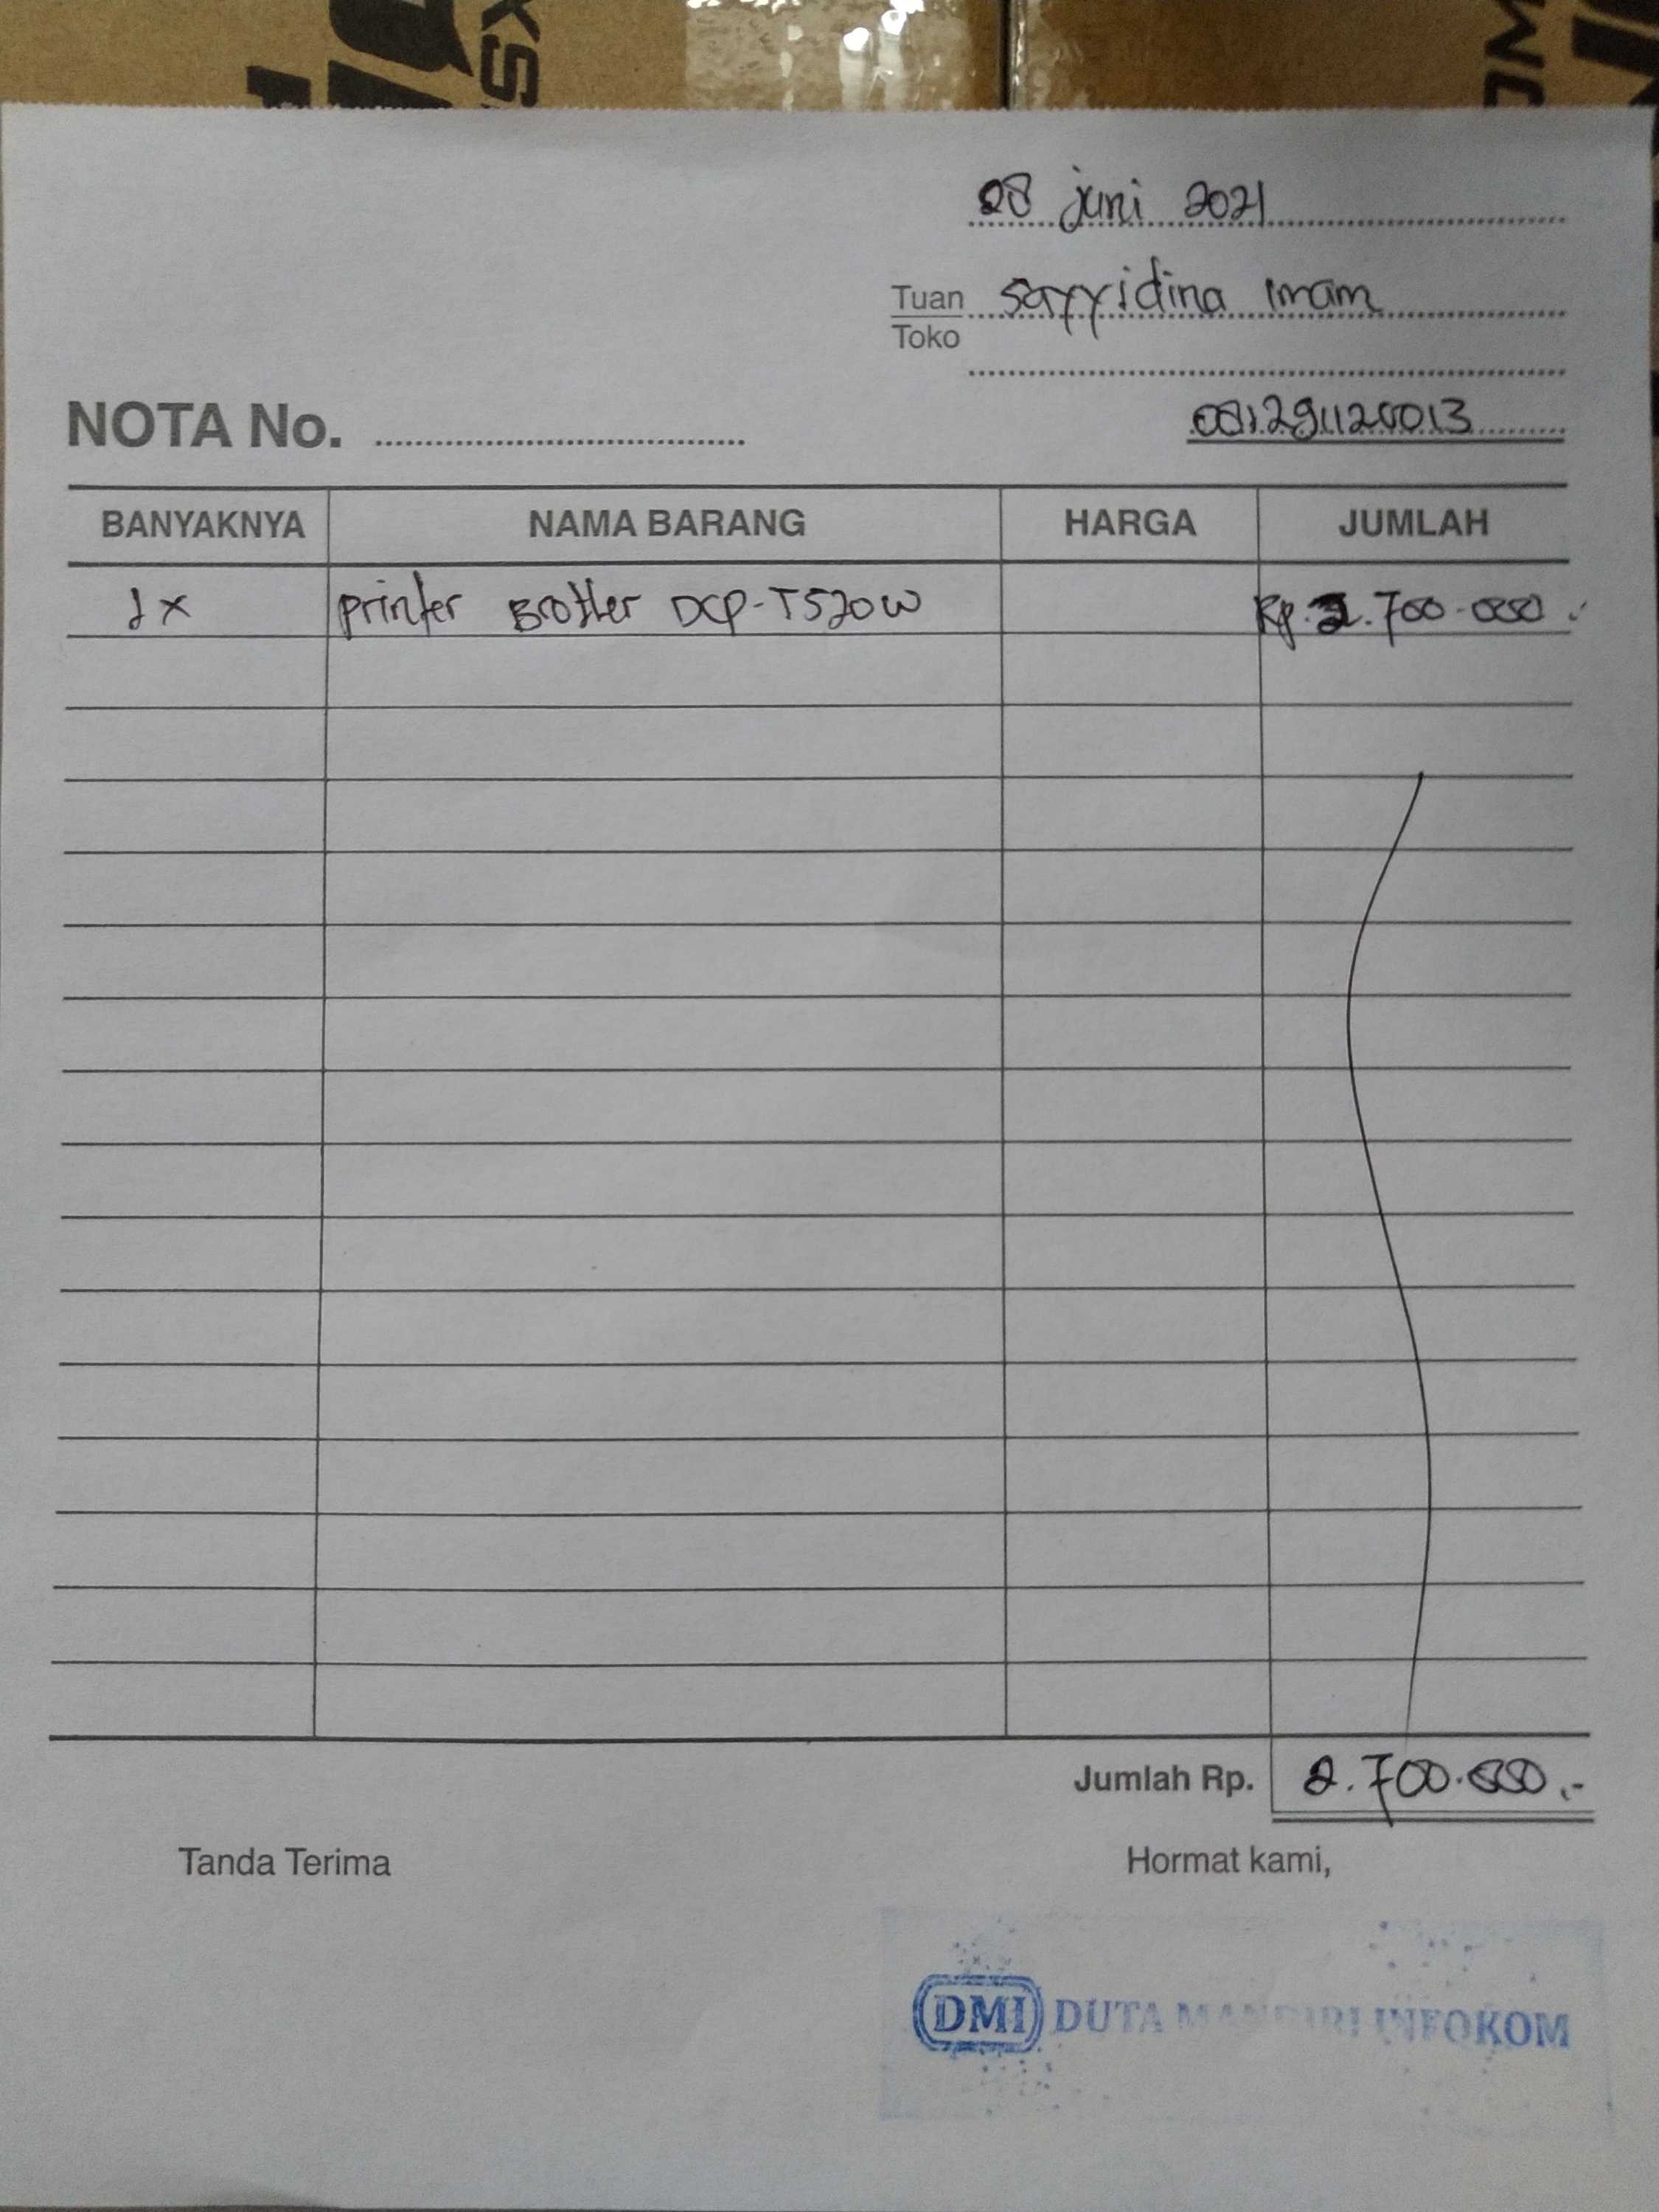 08 juni 2021
Tuan Sayyidina Imam
Toko
NOTA No.
081291120013
BANYAKNYA NAMA BARANG HARGA JUMLAH
1x printer Brother DCP-T520W Rp. 2.700.000.-
Jumlah Rp. 2.700.000.-
Tanda Terima Hormat kami,
DMI DUTA MANDIRI INFOKOM